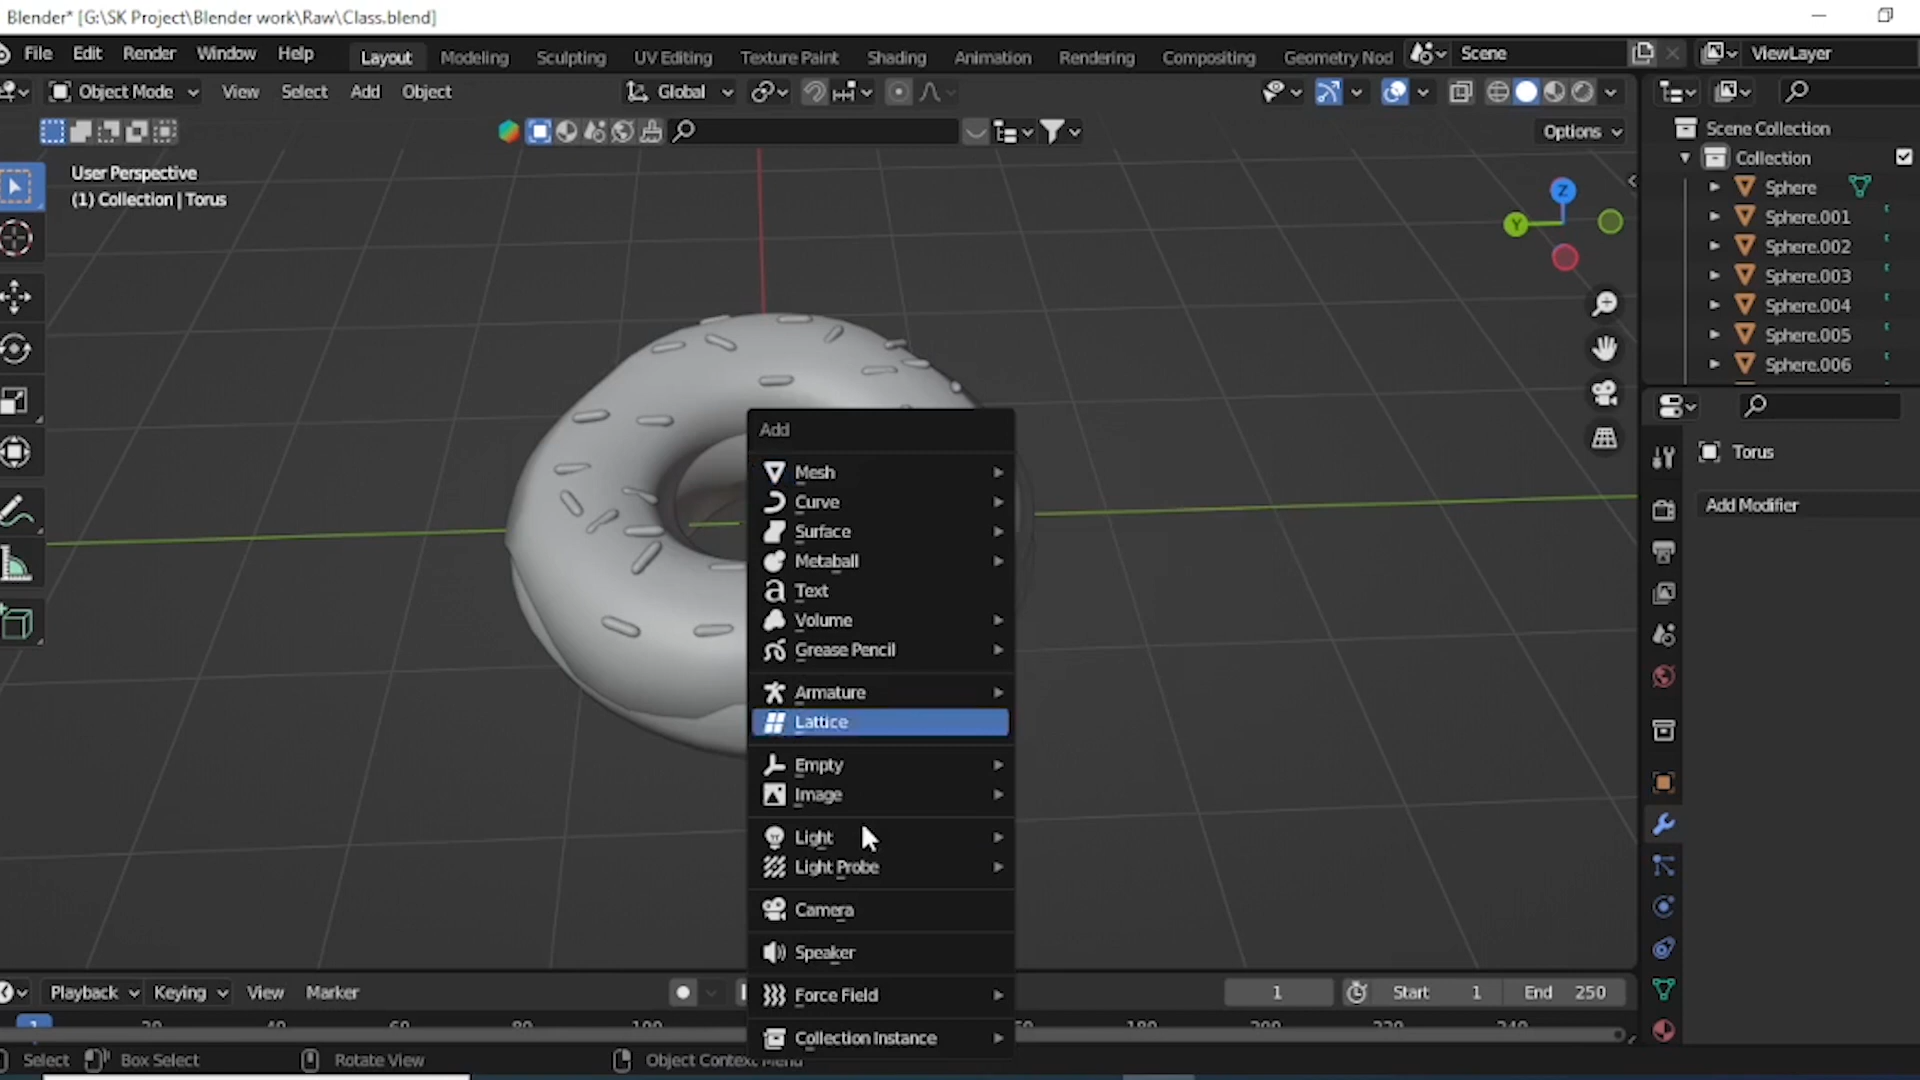 Blender* [G:\SK Project\Blender work\Raw\Class.blend]
File Edit Render Window Help Layout Modeling Sculpting UV Editing Texture Paint Shading Animation Rendering Compositing Geometry Nod Scene ViewLayer
Object Mode View Select Add Object Global
Options
User Perspective
(1) Collection | Torus
Z
Y
Scene Collection
Collection
Sphere
Sphere.001
Sphere.002
Sphere.003
Sphere.004
Sphere.005
Sphere.006
Torus
Add Modifier
Add
Mesh
Curve
Surface
Metaball
Text
Volume
Grease Pencil
Armature
Lattice
Empty
Image
Light
Light Probe
Camera
Speaker
Force Field
Collection Instance
Playback Keying View Marker 1 Start 1 End 250
1
Select Box Select Rotate View Object Context Menu